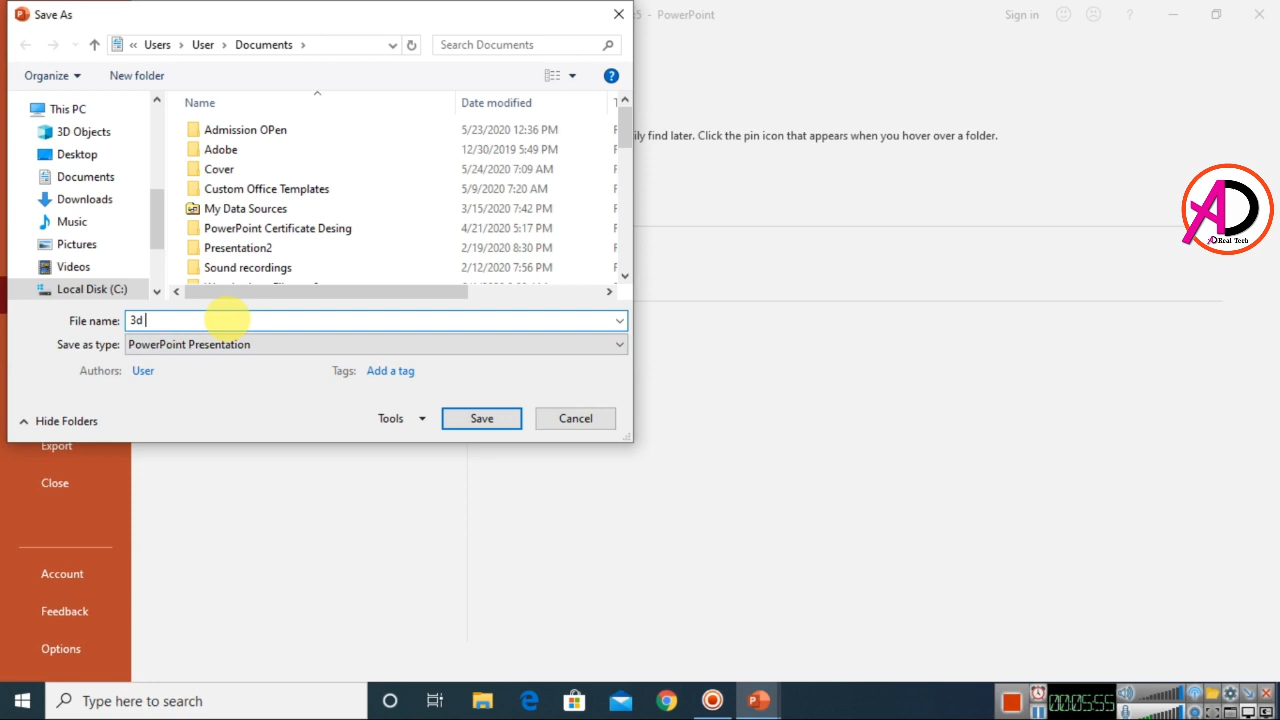 Save As
5 - PowerPoint
Sign in
?
Users
User
Documents
Search Documents
Organize
New folder
?
ily find later. Click the pin icon that appears when you hover over a folder.
This PC
3D Objects
Desktop
Documents
Downloads
Music
Pictures
Videos
Local Disk (C:)
Name Date modified
Admission OPen 5/23/2020 12:36 PM
Adobe 12/30/2019 5:49 PM
Cover 5/24/2020 7:09 AM
Custom Office Templates 5/9/2020 7:20 AM
My Data Sources 3/15/2020 7:42 PM
PowerPoint Certificate Desing 4/21/2020 5:17 PM
Presentation2 2/19/2020 8:30 PM
Sound recordings 2/12/2020 7:56 PM
AD
AD Real Tech
File name: 3d
Save as type: PowerPoint Presentation
Authors: User Tags: Add a tag
Hide Folders
Tools
Save
Cancel
Export
Close
Account
Feedback
Options
Type here to search
00:05:55